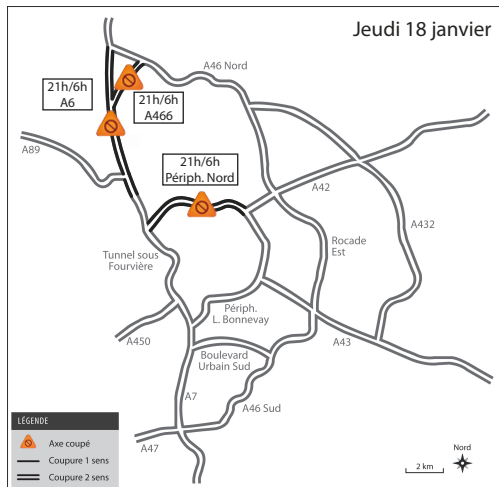 Jeudi 18 janvier
A46 Nord
21h/6h
A6
21h/6h
A466
A89
21h/6h
Périph. Nord
A42
A432
Rocade
Est
Tunnel sous
Fourvière
Périph.
L. Bonnevay
A450
A43
Boulevard
Urbain Sud
A7
A46 Sud
A47
LÉGENDE
Axe coupé
Coupure 1 sens
Coupure 2 sens
Nord
2 km